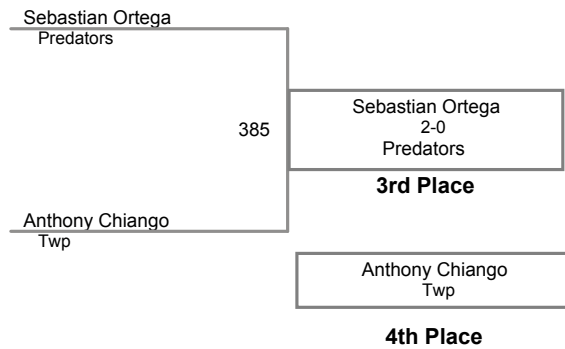 Sebastian Ortega
Predators
385
Sebastian Ortega
2-0
Predators
3rd Place
Anthony Chiango
Twp
Anthony Chiango
Twp
4th Place